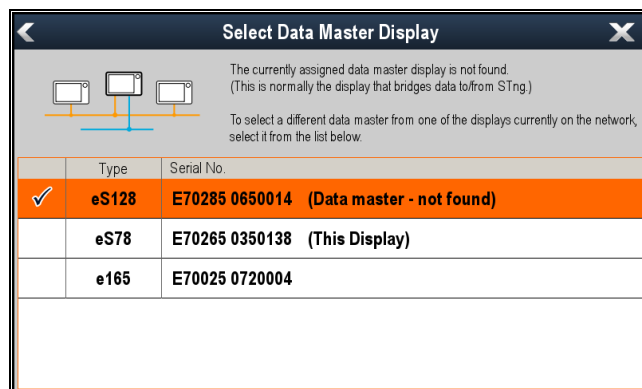 Select Data Master Display
The currently assigned data master display is not found.
(This is normally the display that bridges data to/from STng.)
To select a different data master from one of the displays currently on the network,
select it from the list below.
Type Serial No.
eS128 E70285 0650014 (Data master - not found)
eS78 E70265 0350138 (This Display)
e165 E70025 0720004